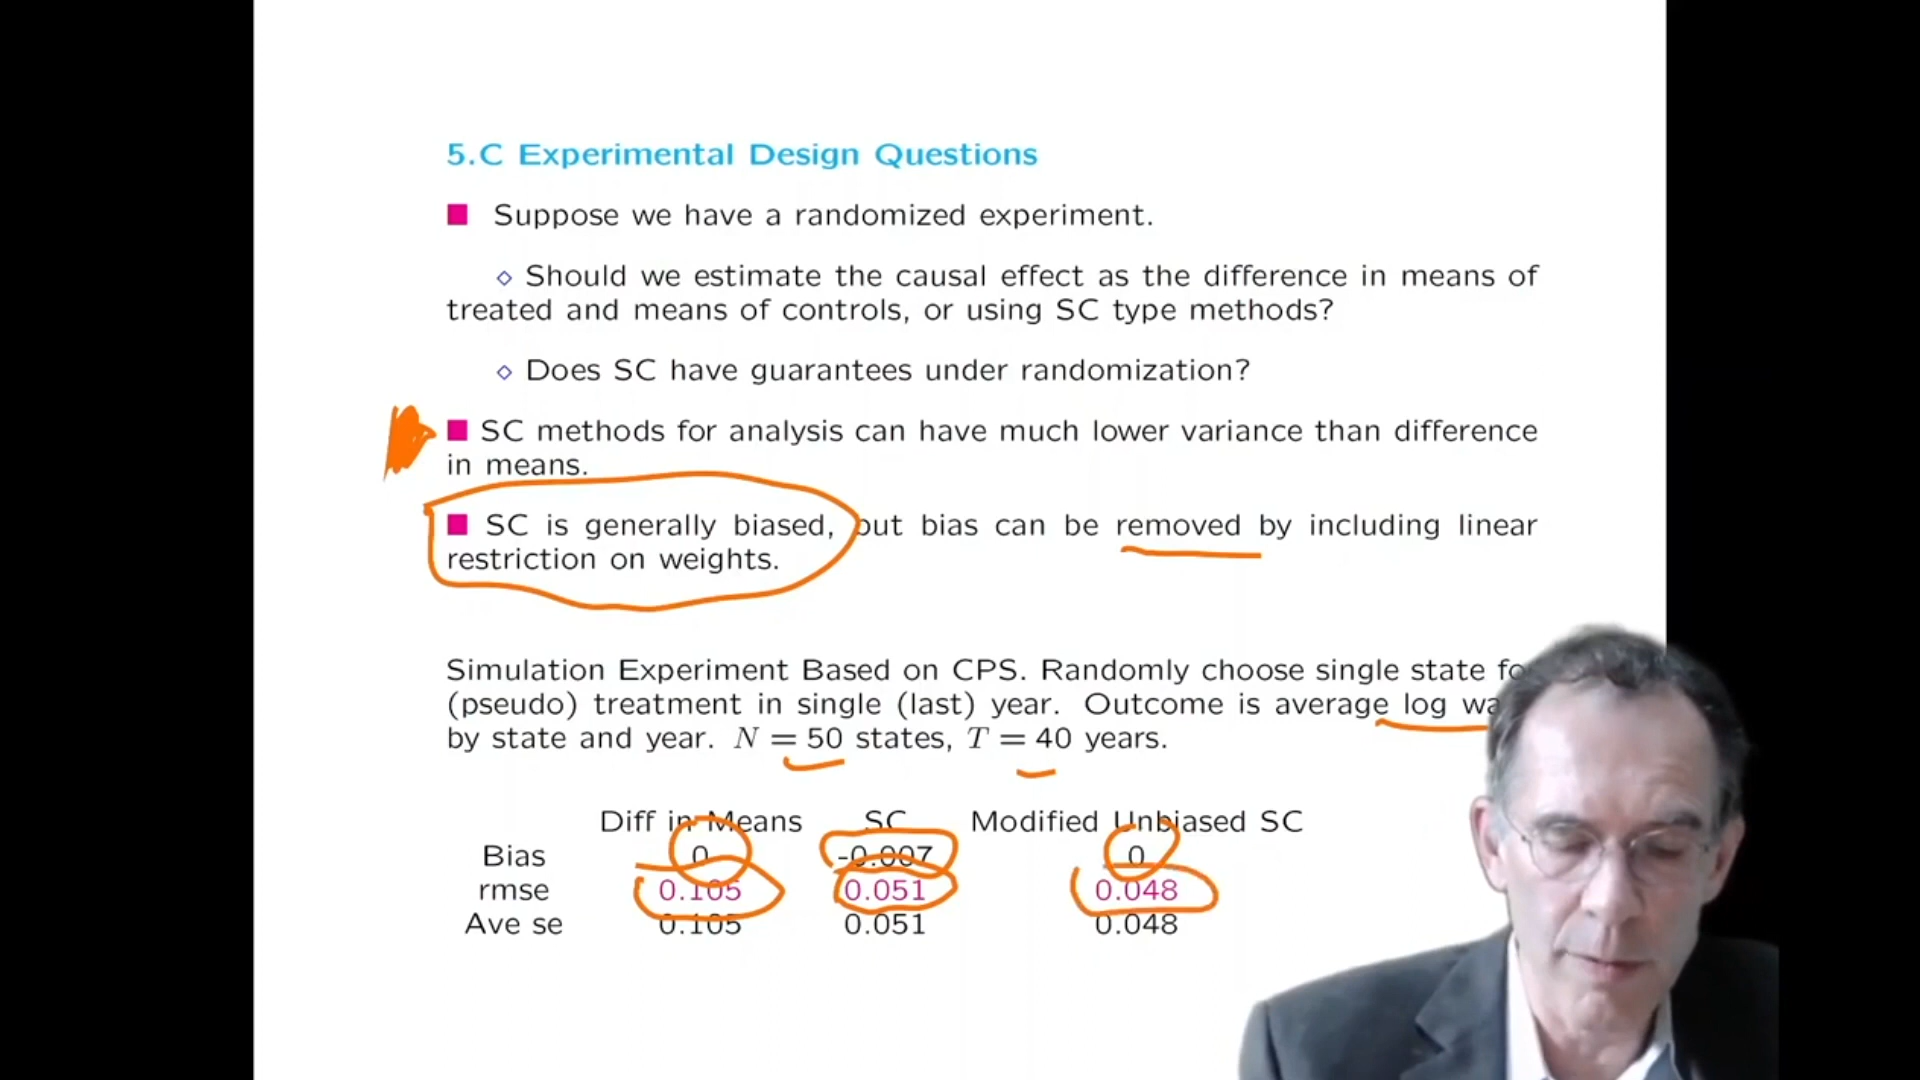 5.C Experimental Design Questions
Suppose we have a randomized experiment.
Should we estimate the causal effect as the difference in means of
treated and means of controls, or using SC type methods?
Does SC have guarantees under randomization?
SC methods for analysis can have much lower variance than difference
in means.
SC is generally biased, but bias can be removed by including linear
restriction on weights.
Simulation Experiment Based on CPS. Randomly choose single state
(pseudo) treatment in single (last) year. Outcome is average log
by state and year. N = 50 states, T = 40 years.
Diff in Means SC Modified Unbiased SC
Bias 0 -0.007 0
rmse 0.105 0.051 0.048
Ave se 0.105 0.051 0.048